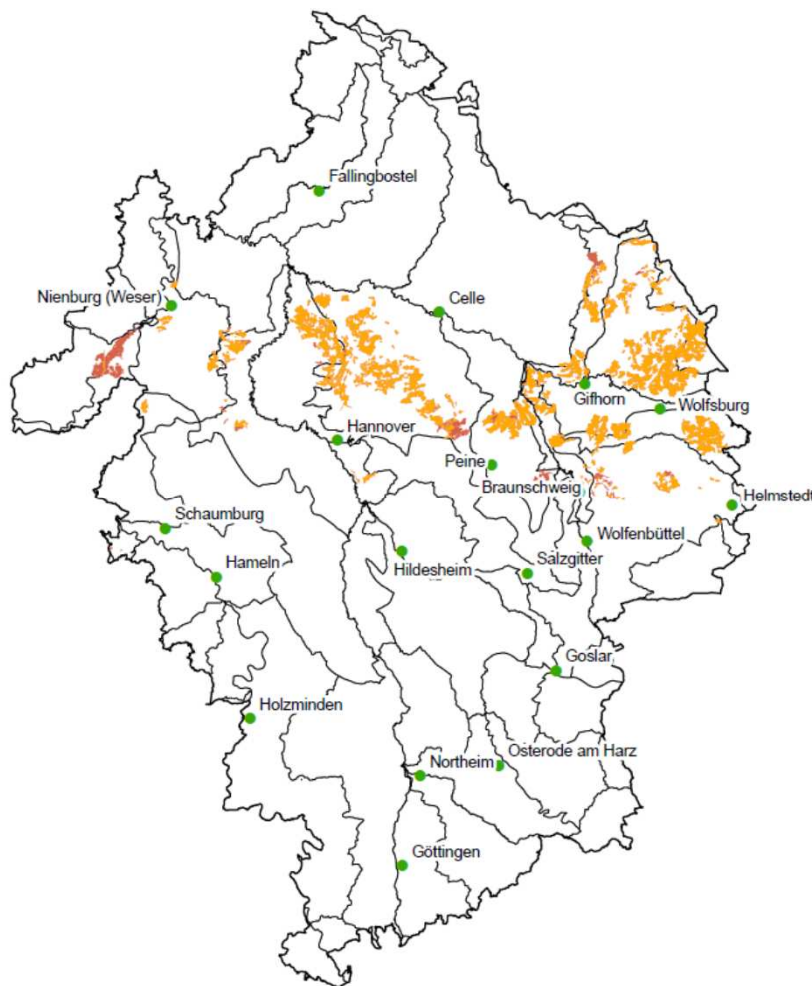 Fallingbostel
Nienburg (Weser)
Celle
Gifhorn
Wolfsburg
Hannover
Peine
Braunschweig
Helmstedt
Schaumburg
Wolfenbüttel
Hildesheim
Salzgitter
Hameln
Goslar
Holzminden
Osterode am Harz
Northeim
Göttingen